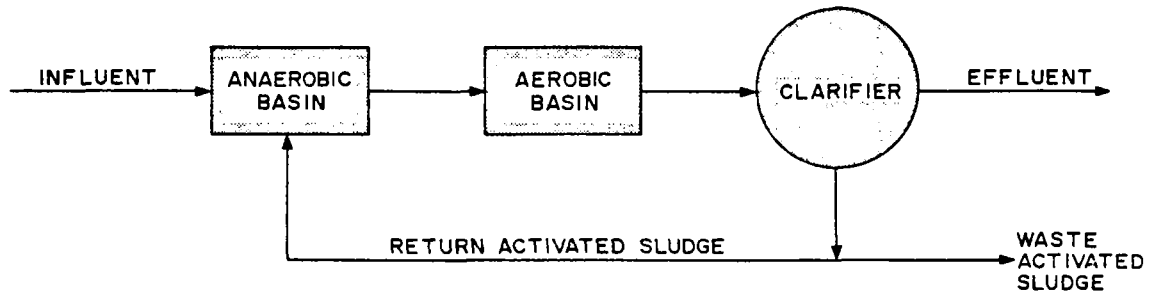 INFLUENT
ANAEROBIC
BASIN
AEROBIC
BASIN
CLARIFIER
EFFLUENT
RETURN ACTIVATED SLUDGE
WASTE
ACTIVATED
SLUDGE